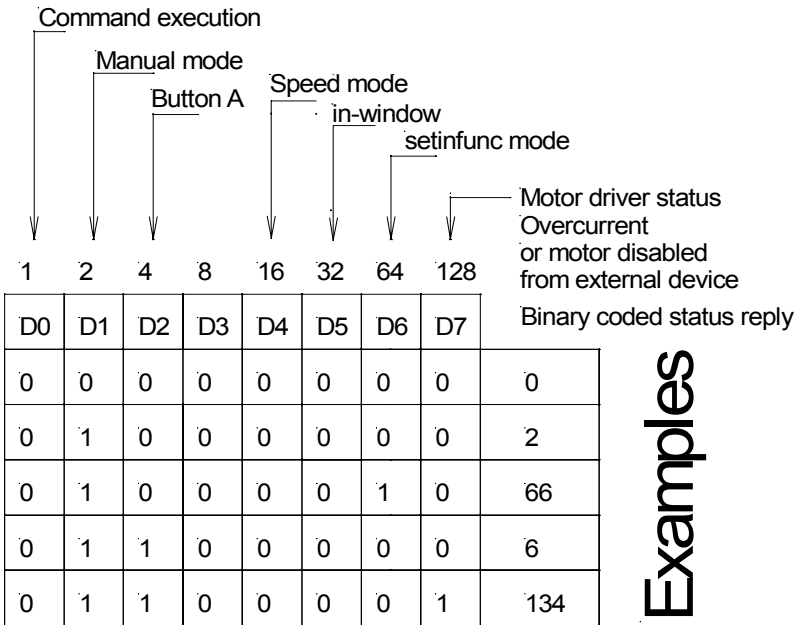 Command execution
Manual mode
Button A
Speed mode
in-window
setinfunc mode
Motor driver status
Overcurrent
or motor disabled
from external device
1 2 4 8 16 32 64 128
Binary coded status reply
D0 D1 D2 D3 D4 D5 D6 D7
0 0 0 0 0 0 0 0 0
0 1 0 0 0 0 0 0 2
0 1 0 0 0 0 1 0 66
0 1 1 0 0 0 0 0 6
0 1 1 0 0 0 0 1 134
Examples